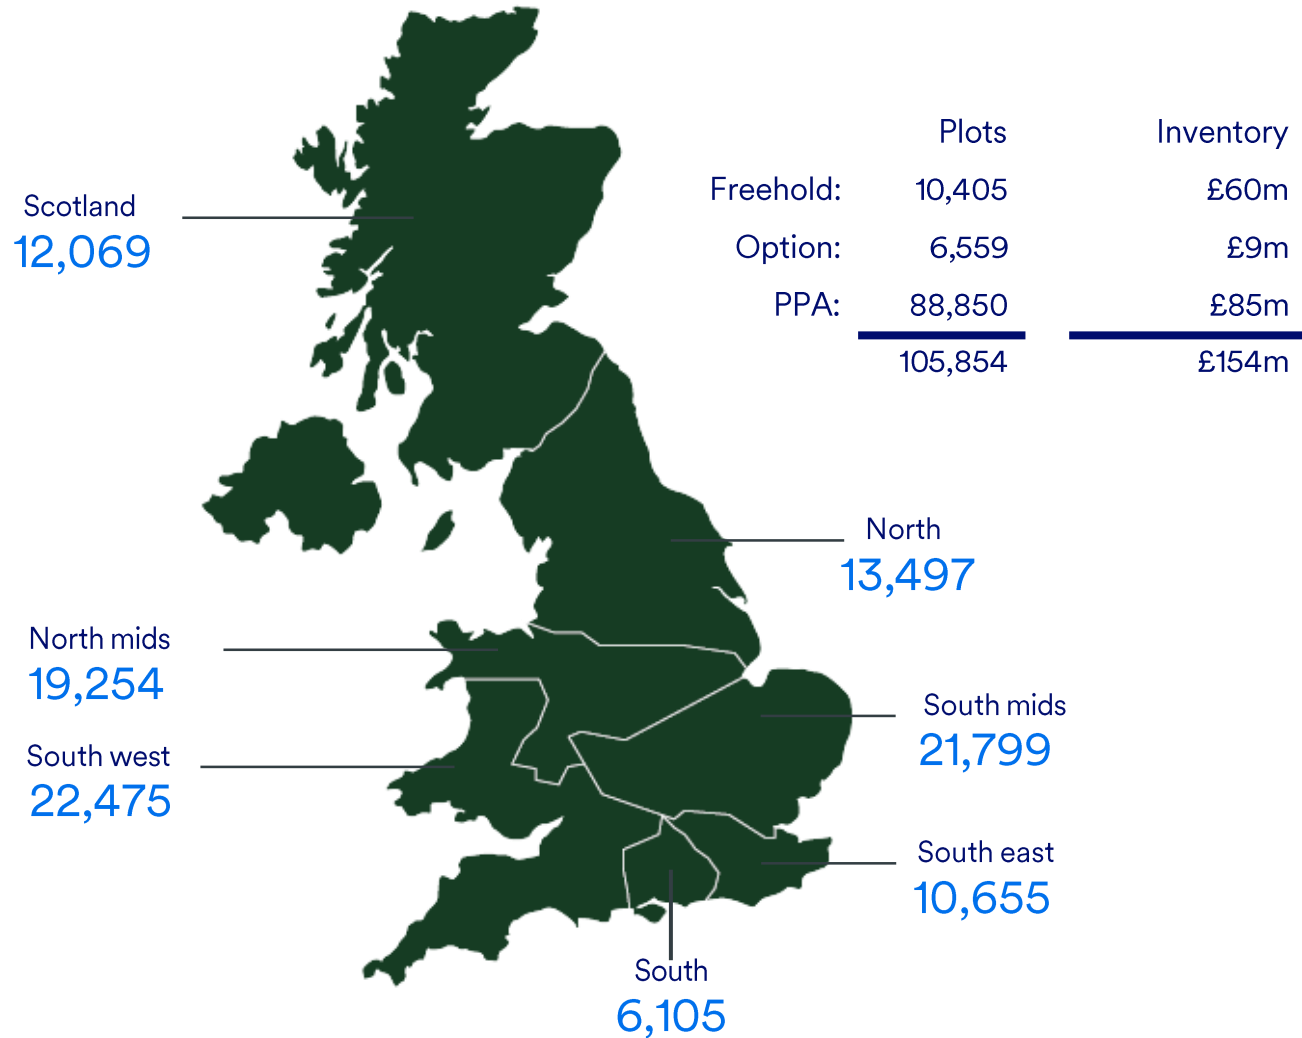 Plots Inventory
Freehold: 10,405 £60m
Option: 6,559 £9m
PPA: 88,850 £85m
105,854 £154m
Scotland
12,069
North
13,497
North mids
19,254
South mids
21,799
South west
22,475
South east
10,655
South
6,105